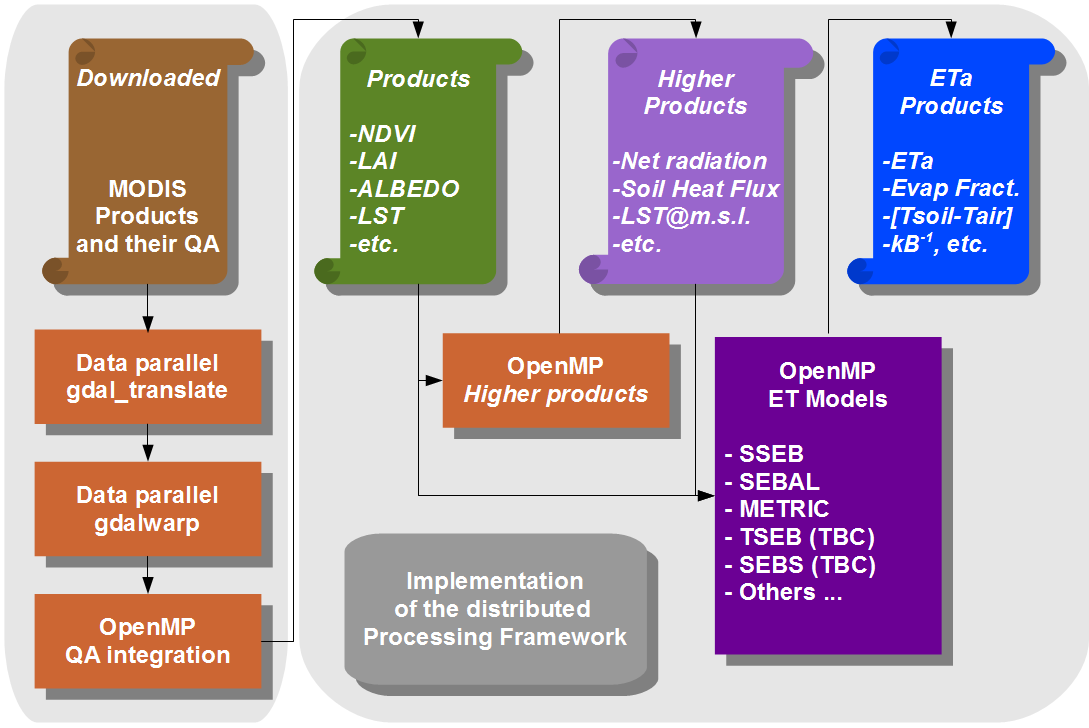 Downloaded
MODIS
Products
and their QA
Data parallel
gdal_translate
Data parallel
gdalwarp
OpenMP
QA integration
Products
-NDVI
-LAI
-ALBEDO
-LST
-etc.
Higher
Products
-Net radiation
-Soil Heat Flux
-LST@m.s.l.
-etc.
ETa
Products
-ETa
-Evap Fract.
-[Tsoil-Tair]
-kB⁻¹, etc.
OpenMP
Higher products
OpenMP
ET Models
- SSEB
- SEBAL
- METRIC
- TSEB (TBC)
- SEBS (TBC)
- Others ...
Implementation
of the distributed
Processing Framework